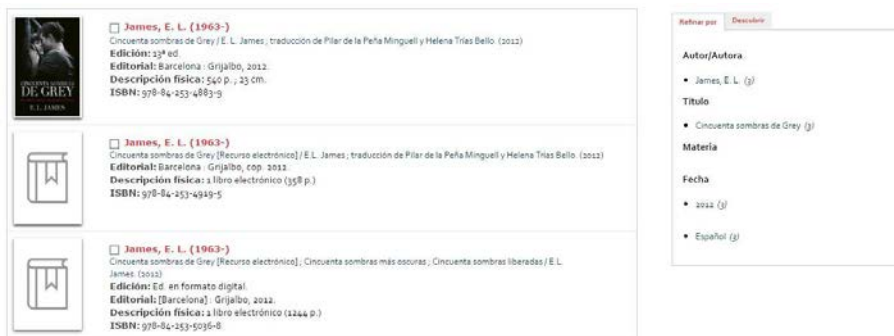 CINCUENTA SOMBRAS
DE GREY
E L JAMES
James, E. L. (1963-)
Cincuenta sombras de Grey / E. L. James ; traducción de Pilar de la Peña Minguell y Helena Trías Bello. (2012)
Edición: 13ª ed.
Editorial: Barcelona : Grijalbo, 2012.
Descripción física: 540 p. ; 23 cm.
ISBN: 978-84-253-4883-9
James, E. L. (1963-)
Cincuenta sombras de Grey [Recurso electrónico] / E.L. James ; traducción de Pilar de la Peña Minguell y Helena Trias Bello. (2012)
Editorial: Barcelona : Grijalbo, cop. 2012.
Descripción física: 1 libro electrónico (358 p.)
ISBN: 978-84-253-4919-5
James, E. L. (1963-)
Cincuenta sombras de Grey [Recurso electrónico] ; Cincuenta sombras más oscuras ; Cincuenta sombras liberadas / E.L.
James. (2012)
Edición: Ed. en formato digital.
Editorial: [Barcelona] : Grijalbo, 2012.
Descripción física: 1 libro electrónico (1244 p.)
ISBN: 978-84-253-5036-8
Refinar por Descubrir
Autor/Autora
James, E. L. (3)
Título
Cincuenta sombras de Grey (3)
Materia
Fecha
2012 (3)
Español (3)